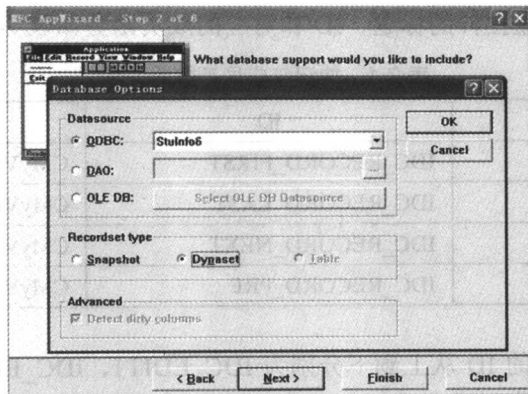 MFC AppWizard - Step 2 of 6
Application
File Edit Record View Window Help
What database support would you like to include?
Database Options
Datasource
ODBC:
StuInfo6
DAO:
OLE DB:
Select OLE DB Datasource
Recordset type
Snapshot
Dynaset
Table
Advanced
Detect dirty columns
OK
Cancel
< Back
Next >
Finish
Cancel